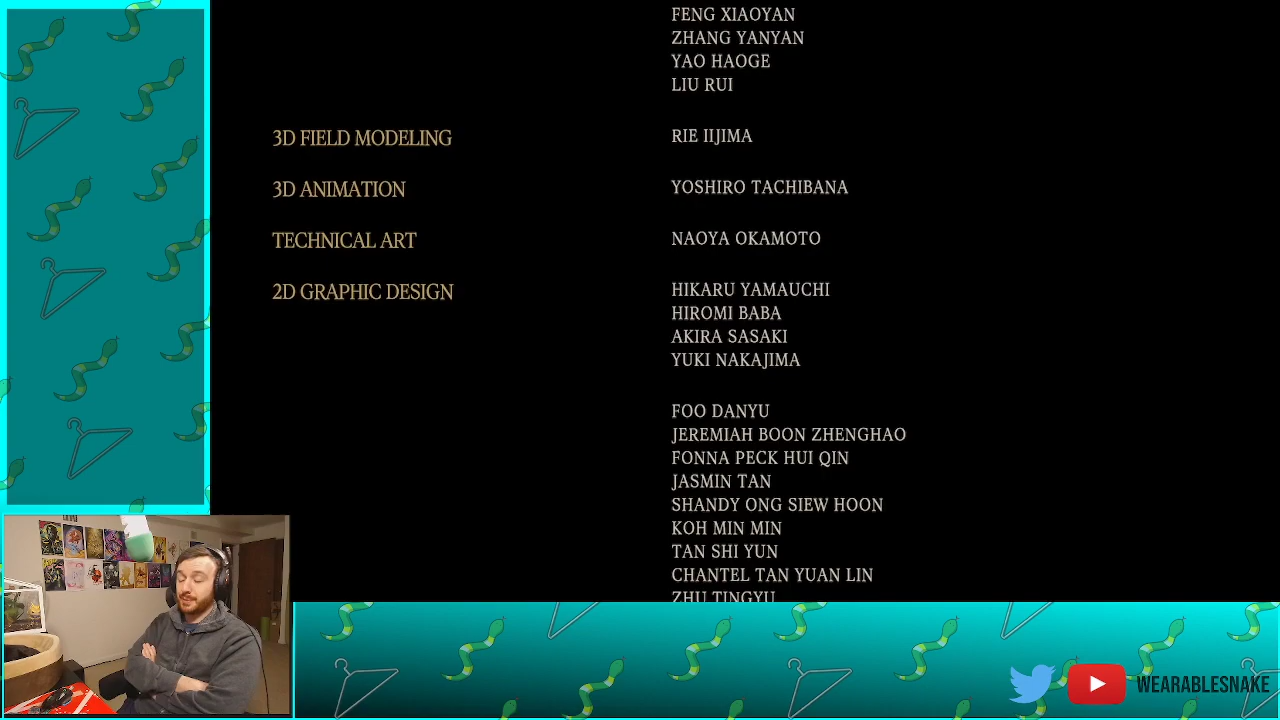 FENG XIAOYAN
ZHANG YANYAN
YAO HAOGE
LIU RUI
3D FIELD MODELING
RIE IIJIMA
3D ANIMATION
YOSHIRO TACHIBANA
TECHNICAL ART
NAOYA OKAMOTO
2D GRAPHIC DESIGN
HIKARU YAMAUCHI
HIROMI BABA
AKIRA SASAKI
YUKI NAKAJIMA
FOO DANYU
JEREMIAH BOON ZHENGHAO
FONNA PECK HUI QIN
JASMIN TAN
SHANDY ONG SIEW HOON
KOH MIN MIN
TAN SHI YUN
CHANTEL TAN YUAN LIN
ZHU TINGYU
WEARABLESNAKE